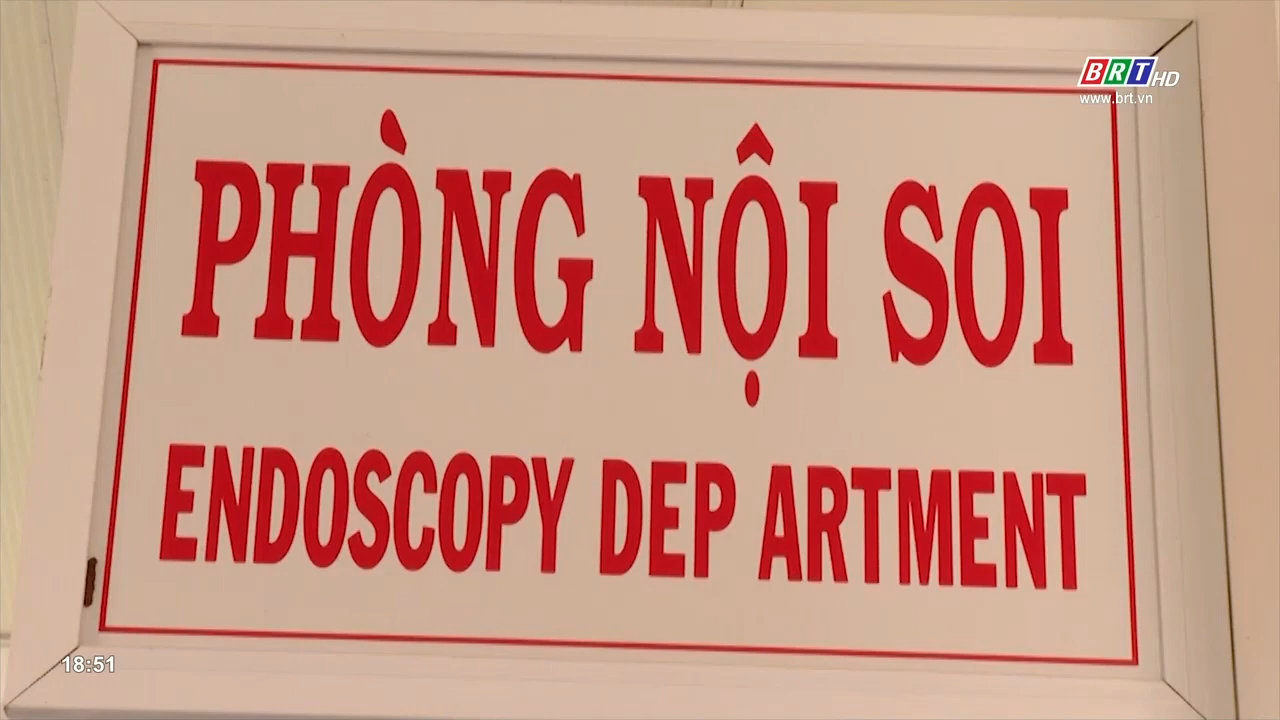 BRT HD
www.brt.vn
PHÒNG NỘI SOI
ENDOSCOPY DEP ARTMENT
18:51